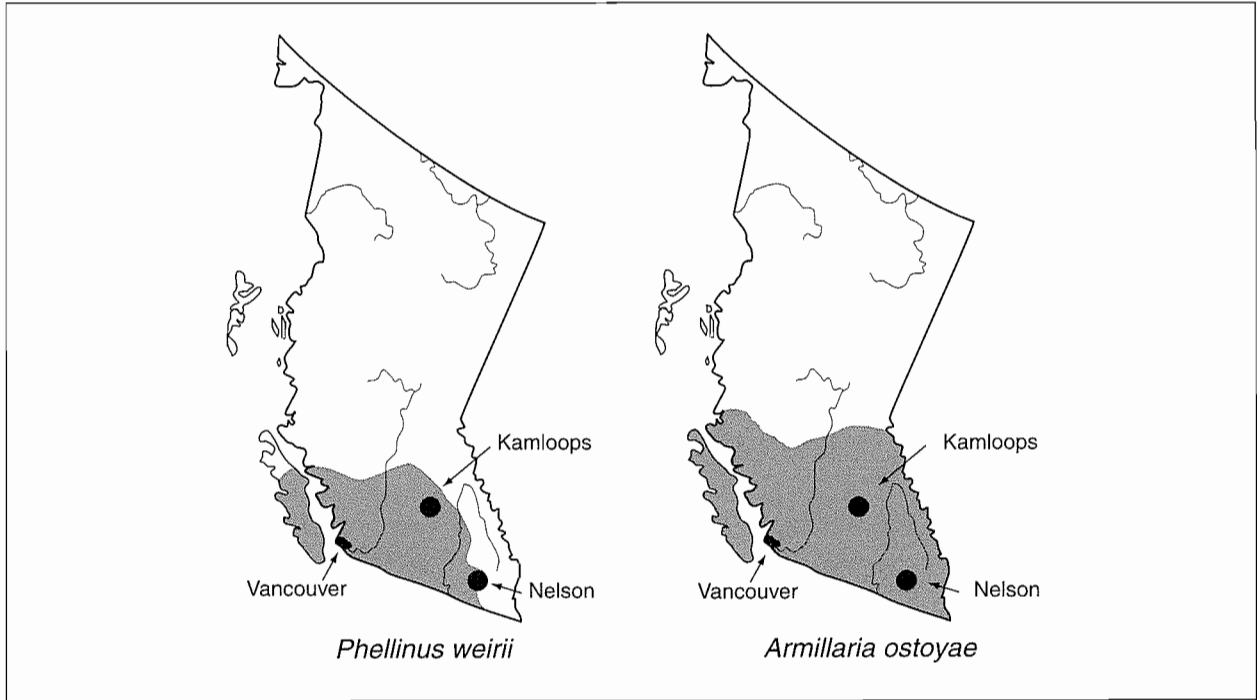 Kamloops
Vancouver
Nelson
Phellinus weirii
Kamloops
Vancouver
Nelson
Armillaria ostoyae